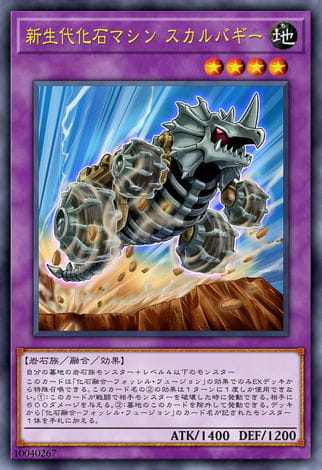 新生代化石マシン スカルバギー
地
【岩石族／融合／効果】
自分の墓地の岩石族モンスター＋レベル４以下のモンスター
このカードは「化石融合－フォッシル・フュージョン」の効果でのみEXデッキか
ら特殊召喚できる。このカード名の②の効果は１ターンに１度しか使用でき
ない。①：このカードが戦闘で相手モンスターを破壊した時に発動できる。相手に
６００ダメージを与える。②：墓地のこのカードを除外して発動できる。デッキ
から「化石融合－フォッシル・フュージョン」のカード名が記されたモンスター
１体を手札に加える。
ATK/1400 DEF/1200
10040267